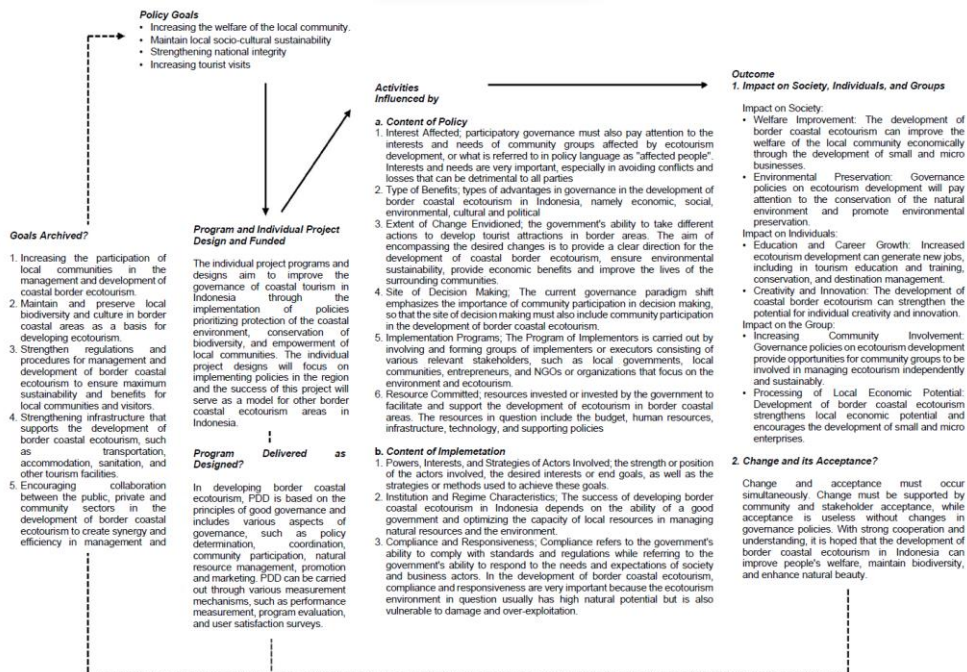 Policy Goals
• Increasing the welfare of the local community.
• Maintain local socio-cultural sustainability
• Strengthening national integrity
• Increasing tourist visits
Goals Archived?
1. Increasing the participation of
local communities in the
management and development of
coastal border ecotourism.
2. Maintain and preserve local
biodiversity and culture in border
coastal areas as a basis for
developing ecotourism.
3. Strengthen regulations and
procedures for management and
development of border coastal
ecotourism to ensure maximum
sustainability and benefits for
local communities and visitors.
4. Strengthening infrastructure that
supports the development of
border coastal ecotourism, such
as transportation,
accommodation, sanitation, and
other tourism facilities.
5. Encouraging collaboration
between the public, private and
community sectors in the
development of border coastal
ecotourism to create synergy and
efficiency in management and
Program and Individual Project
Design and Funded
The individual project programs and
designs aim to improve the
governance of coastal tourism in
Indonesia through the
implementation of policies
prioritizing protection of the coastal
environment, conservation of
biodiversity, and empowerment of
local communities. The individual
project designs will focus on
implementing policies in the region
and the success of this project will
serve as a model for other border
coastal ecotourism areas in
Indonesia.
Program Delivered as
Designed?
In developing border coastal
ecotourism, PDD is based on the
principles of good governance and
includes various aspects of
governance, such as policy
determination, coordination,
community participation, natural
resource management, promotion
and marketing. PDD can be carried
out through various measurement
mechanisms, such as performance
measurement, program evaluation,
and user satisfaction surveys.
Activities
Influenced by
a. Content of Policy
1. Interest Affected; participatory governance must also pay attention to the
interests and needs of community groups affected by ecotourism
development, or what is referred to in policy language as "affected people".
Interests and needs are very important, especially in avoiding conflicts and
losses that can be detrimental to all parties
2. Type of Benefits; types of advantages in governance in the development of
border coastal ecotourism in Indonesia, namely economic, social,
environmental, cultural and political
3. Extent of Change Envidioned; the government's ability to take different
actions to develop tourist attractions in border areas. The aim of
encompassing the desired changes is to provide a clear direction for the
development of coastal border ecotourism, ensure environmental
sustainability, provide economic benefits and improve the lives of the
surrounding communities.
4. Site of Decision Making; The current governance paradigm shift
emphasizes the importance of community participation in decision making,
so that the site of decision making must also include community participation
in the development of border coastal ecotourism.
5. Implementation Programs; The Program of Implementors is carried out by
involving and forming groups of implementers or executors consisting of
various relevant stakeholders, such as local governments, local
communities, entrepreneurs, and NGOs or organizations that focus on the
environment and ecotourism.
6. Resource Committed; resources invested or invested by the government to
facilitate and support the development of ecotourism in border coastal
areas. The resources in question include the budget, human resources,
infrastructure, technology, and supporting policies
b. Content of Implemetation
1. Powers, Interests, and Strategies of Actors Involved; the strength or position
of the actors involved, the desired interests or end goals, as well as the
strategies or methods used to achieve these goals.
2. Institution and Regime Characteristics; The success of developing border
coastal ecotourism in Indonesia depends on the ability of a good
government and optimizing the capacity of local resources in managing
natural resources and the environment.
3. Compliance and Responsiveness; Compliance refers to the government's
ability to comply with standards and regulations while referring to the
government's ability to respond to the needs and expectations of society
and business actors. In the development of border coastal ecotourism,
compliance and responsiveness are very important because the ecotourism
environment in question usually has high natural potential but is also
vulnerable to damage and over-exploitation.
Outcome
1. Impact on Society, Individuals, and Groups
Impact on Society:
• Welfare Improvement: The development of
border coastal ecotourism can improve the
welfare of the local community economically
through the development of small and micro
businesses.
• Environmental Preservation: Governance
policies on ecotourism development will pay
attention to the conservation of the natural
environment and promote environmental
preservation.
Impact on Individuals:
• Education and Career Growth: Increased
ecotourism development can generate new jobs,
including in tourism education and training,
conservation, and destination management.
• Creativity and Innovation: The development of
coastal border ecotourism can strengthen the
potential for individual creativity and innovation.
Impact on the Group:
• Increasing Community Involvement:
Governance policies on ecotourism development
provide opportunities for community groups to be
involved in managing ecotourism independently
and sustainably.
• Processing of Local Economic Potential:
Development of border coastal ecotourism
strengthens local economic potential and
encourages the development of small and micro
enterprises.
2. Change and its Acceptance?
Change and acceptance must occur
simultaneously. Change must be supported by
community and stakeholder acceptance, while
acceptance is useless without changes in
governance policies. With strong cooperation and
understanding, it is hoped that the development of
border coastal ecotourism in Indonesia can
improve people's welfare, maintain biodiversity,
and enhance natural beauty.